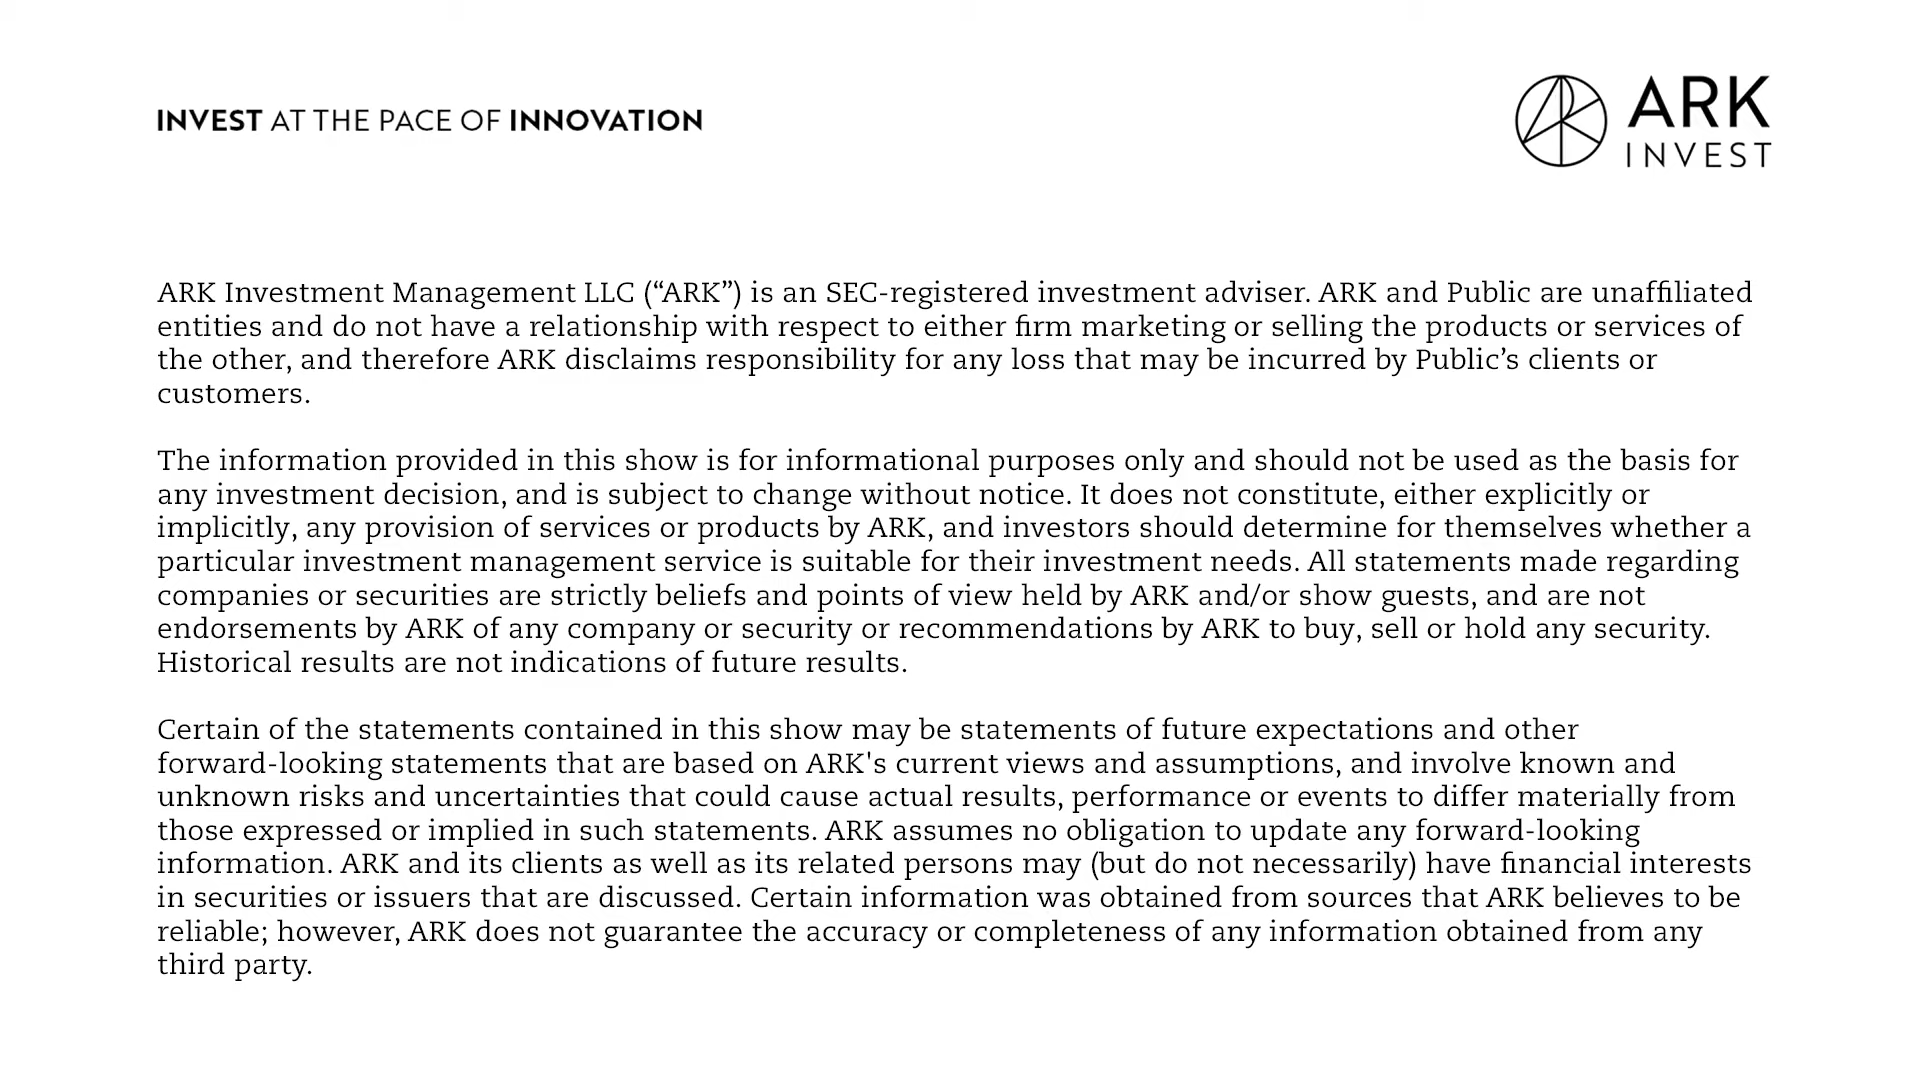 INVEST AT THE PACE OF INNOVATION
ARK
INVEST
ARK Investment Management LLC (“ARK”) is an SEC-registered investment adviser. ARK and Public are unaffiliated
entities and do not have a relationship with respect to either firm marketing or selling the products or services of
the other, and therefore ARK disclaims responsibility for any loss that may be incurred by Public’s clients or
customers.
The information provided in this show is for informational purposes only and should not be used as the basis for
any investment decision, and is subject to change without notice. It does not constitute, either explicitly or
implicitly, any provision of services or products by ARK, and investors should determine for themselves whether a
particular investment management service is suitable for their investment needs. All statements made regarding
companies or securities are strictly beliefs and points of view held by ARK and/or show guests, and are not
endorsements by ARK of any company or security or recommendations by ARK to buy, sell or hold any security.
Historical results are not indications of future results.
Certain of the statements contained in this show may be statements of future expectations and other
forward-looking statements that are based on ARK's current views and assumptions, and involve known and
unknown risks and uncertainties that could cause actual results, performance or events to differ materially from
those expressed or implied in such statements. ARK assumes no obligation to update any forward-looking
information. ARK and its clients as well as its related persons may (but do not necessarily) have financial interests
in securities or issuers that are discussed. Certain information was obtained from sources that ARK believes to be
reliable; however, ARK does not guarantee the accuracy or completeness of any information obtained from any
third party.